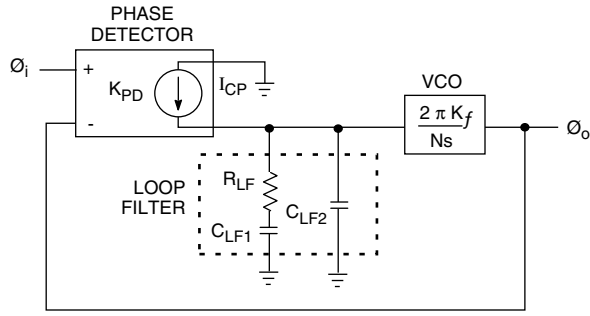 PHASE
DETECTOR
Øi
+
KPD
ICP
-
VCO
2 π Kf
Ns
Øo
LOOP
FILTER
RLF
CLF1
CLF2